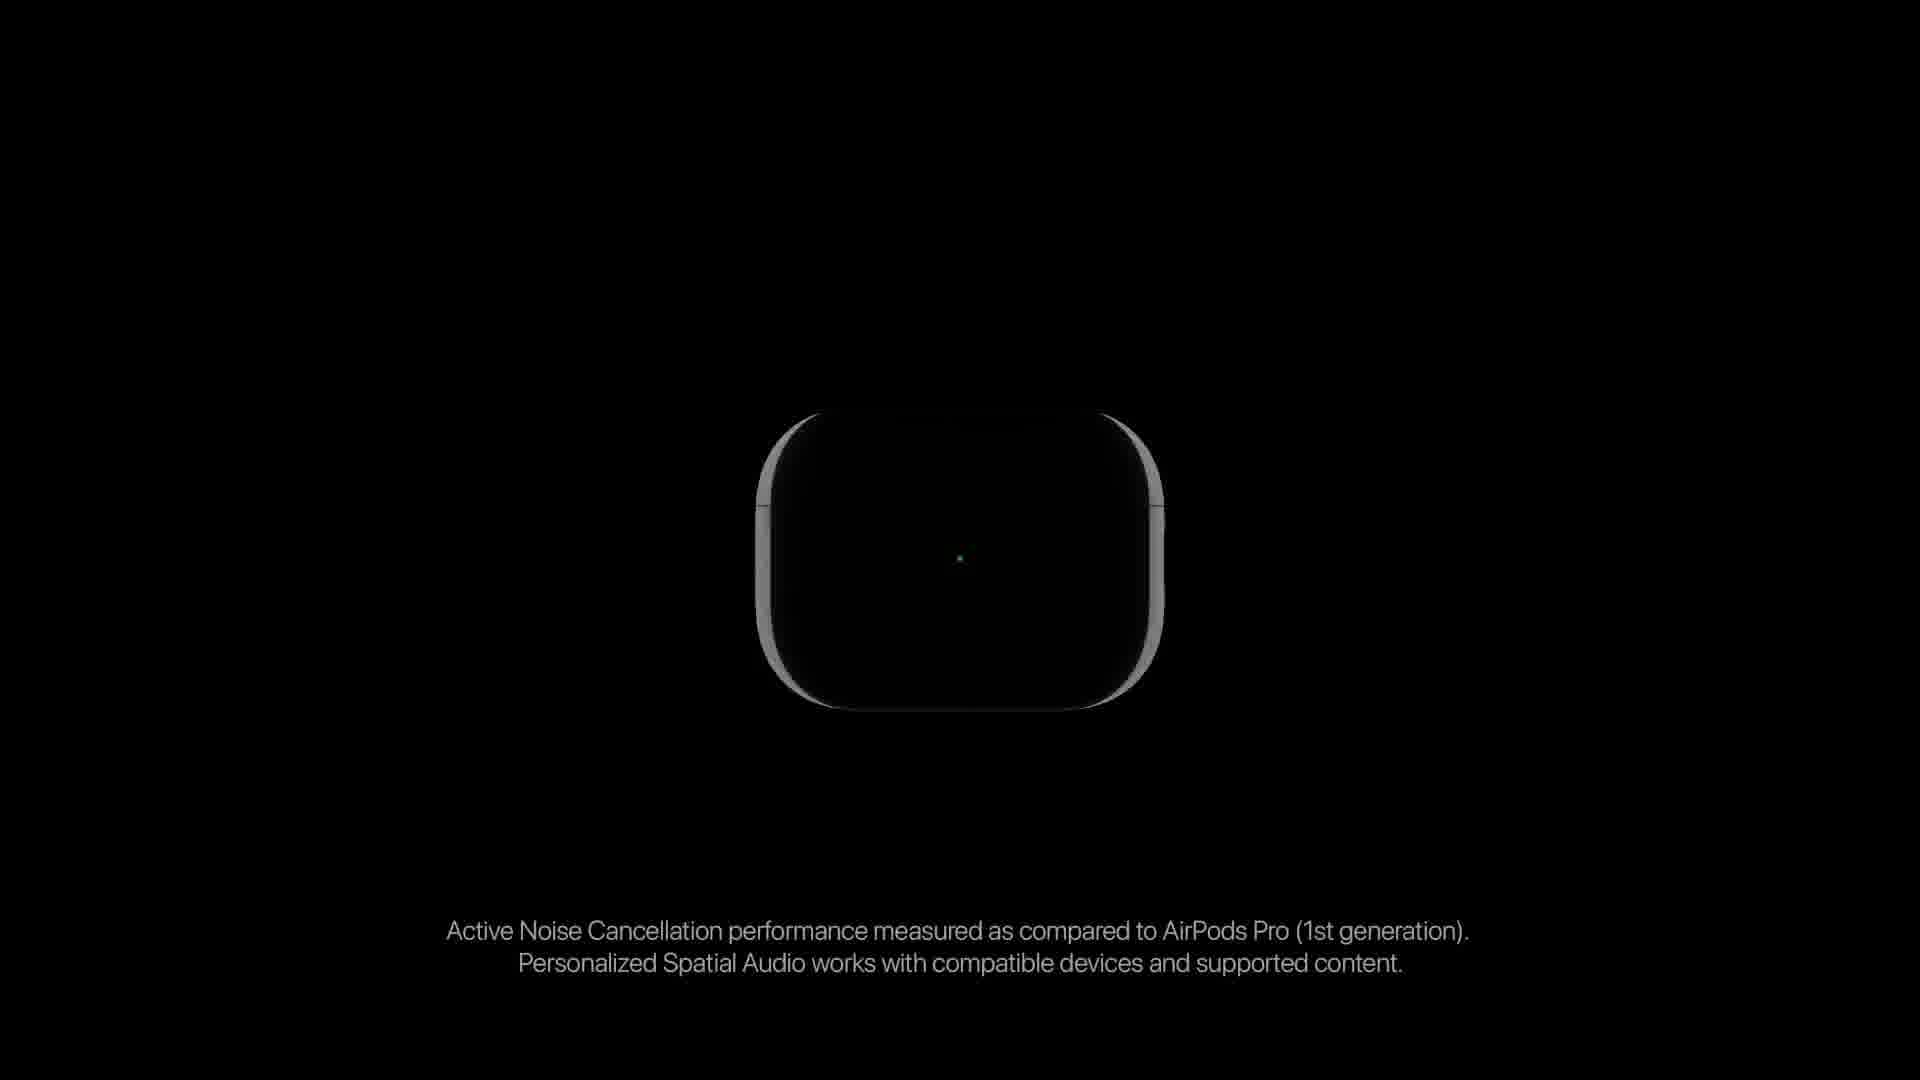 Active Noise Cancellation performance measured as compared to AirPods Pro (1st generation).
Personalized Spatial Audio works with compatible devices and supported content.